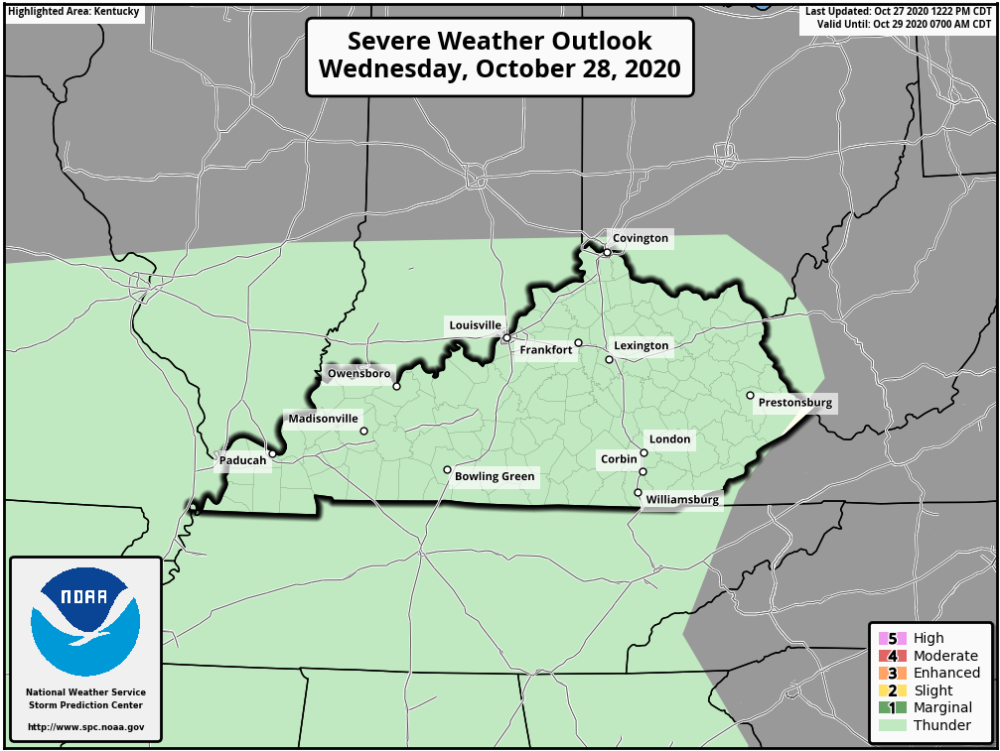 Highlighted Area: Kentucky
Last Updated: Oct 27 2020 1222 PM CDT
Valid Until: Oct 29 2020 0700 AM CDT
Severe Weather Outlook
Wednesday, October 28, 2020
Covington
Louisville
Frankfort
Lexington
Owensboro
Prestonsburg
Madisonville
London
Paducah
Corbin
Bowling Green
Williamsburg
NOAA
National Weather Service
Storm Prediction Center
http://www.spc.noaa.gov
5 High
4 Moderate
3 Enhanced
2 Slight
1 Marginal
Thunder